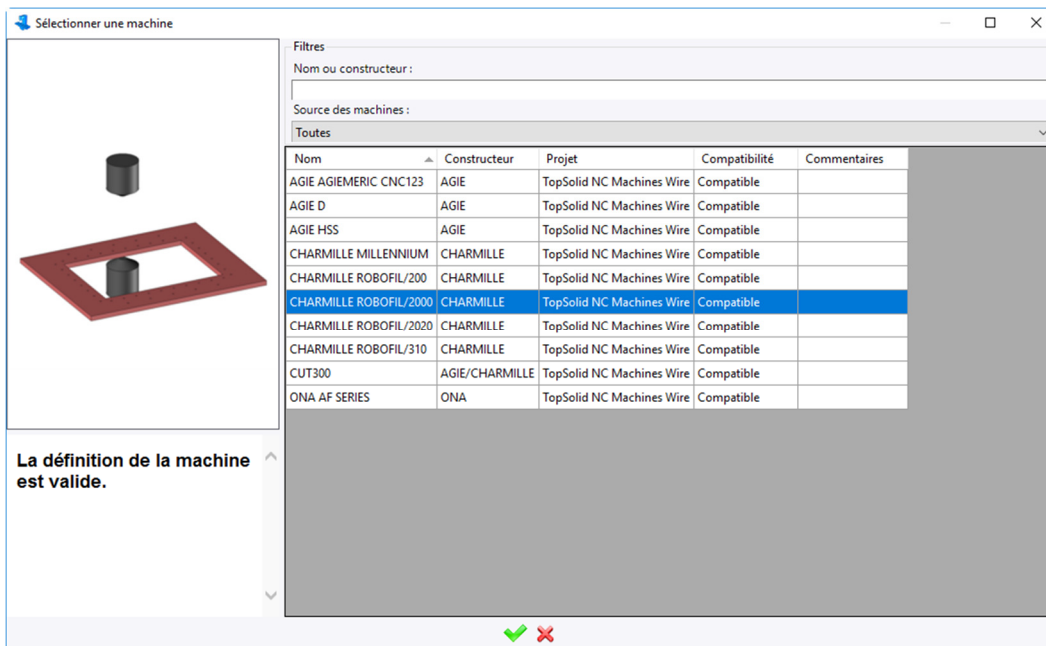 Sélectionner une machine
Filtres
Nom ou constructeur :
Source des machines :
Toutes
Nom Constructeur Projet Compatibilité Commentaires
AGIE AGIEMERIC CNC123 AGIE TopSolid NC Machines Wire Compatible
AGIE D AGIE TopSolid NC Machines Wire Compatible
AGIE HSS AGIE TopSolid NC Machines Wire Compatible
CHARMILLE MILLENNIUM CHARMILLE TopSolid NC Machines Wire Compatible
CHARMILLE ROBOFIL/200 CHARMILLE TopSolid NC Machines Wire Compatible
CHARMILLE ROBOFIL/2000 CHARMILLE TopSolid NC Machines Wire Compatible
CHARMILLE ROBOFIL/2020 CHARMILLE TopSolid NC Machines Wire Compatible
CHARMILLE ROBOFIL/310 CHARMILLE TopSolid NC Machines Wire Compatible
CUT300 AGIE/CHARMILLE TopSolid NC Machines Wire Compatible
ONA AF SERIES ONA TopSolid NC Machines Wire Compatible
La définition de la machine
est valide.